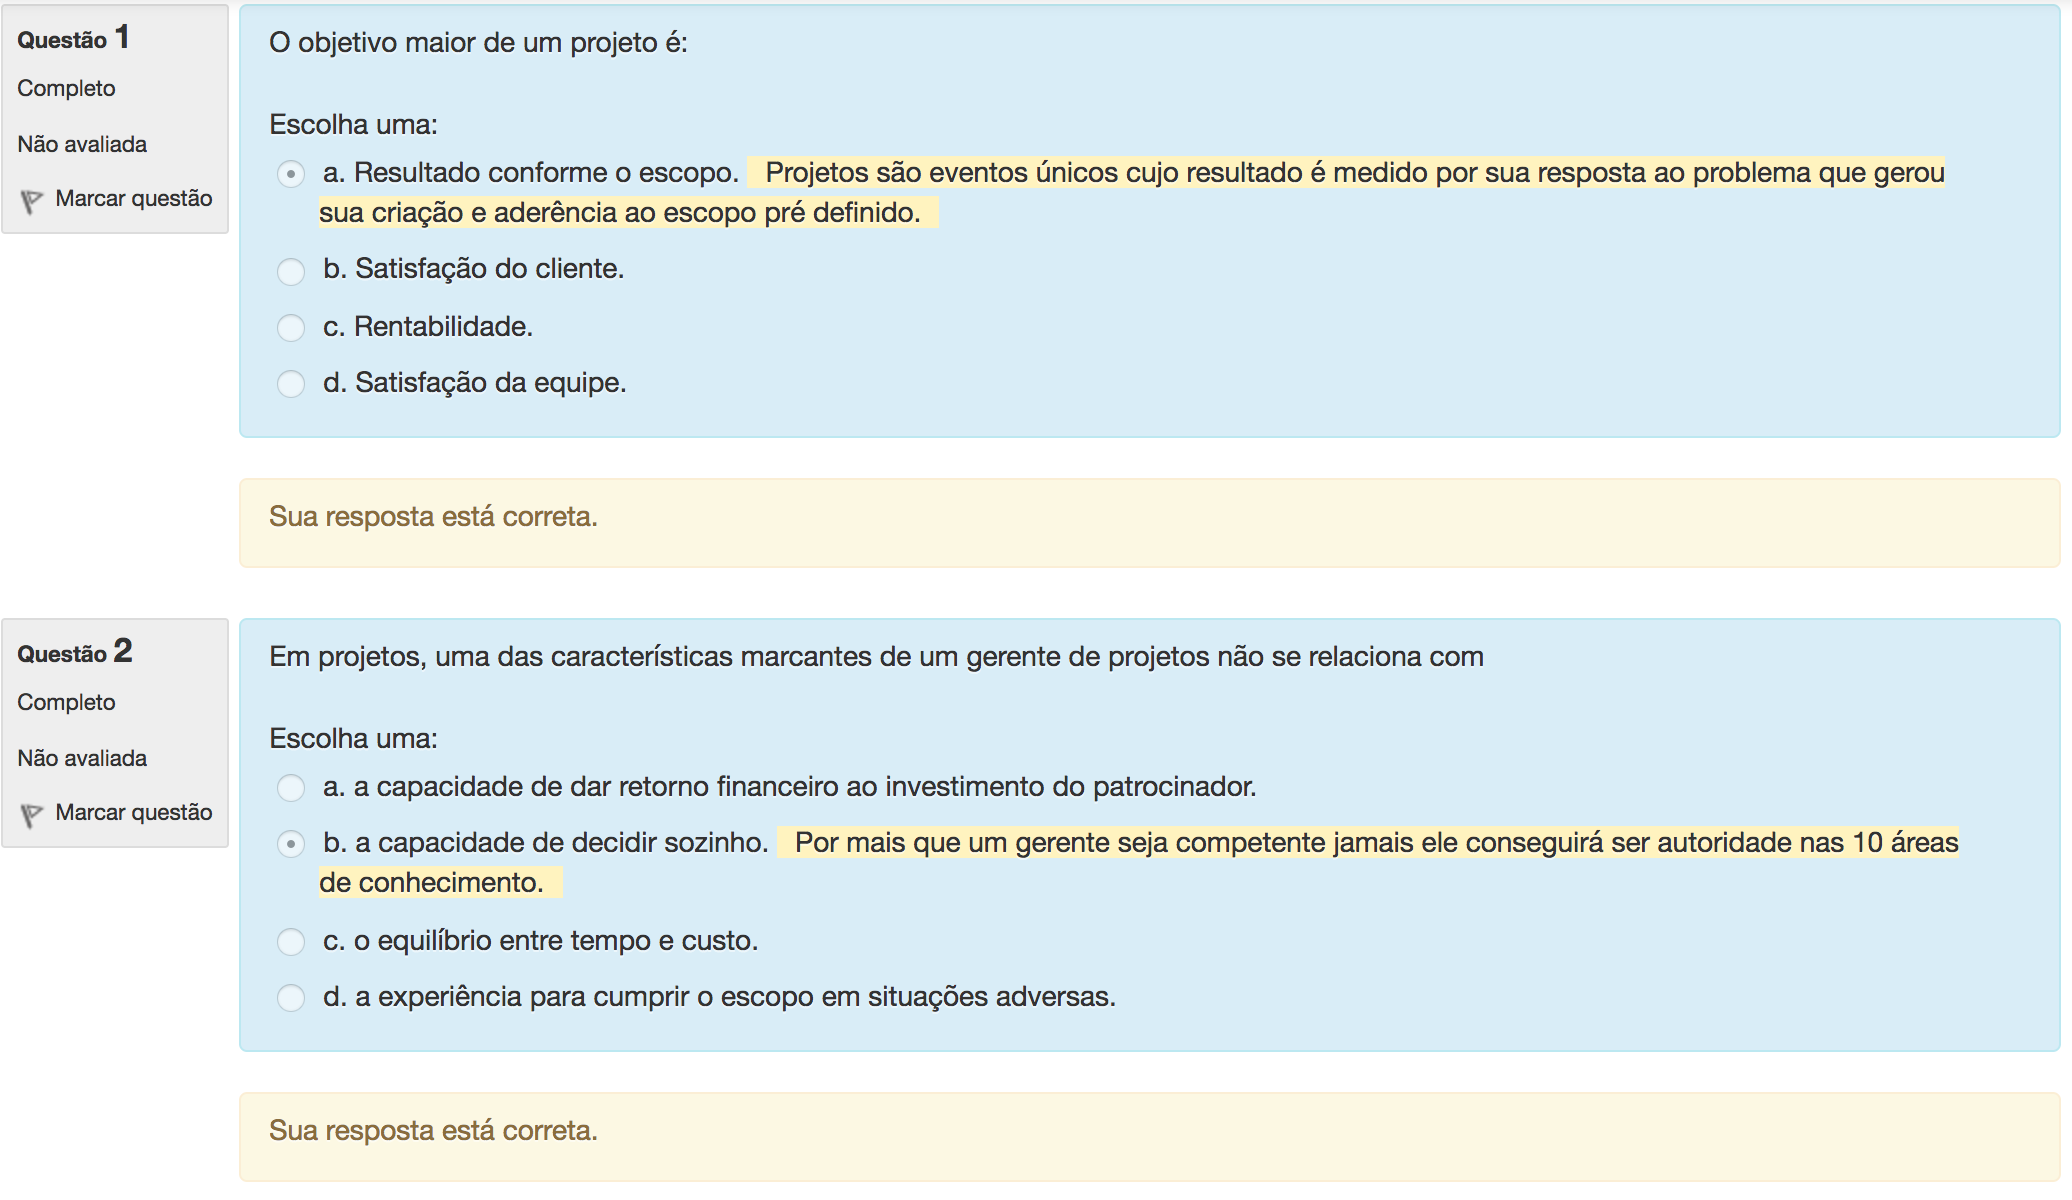 Questão 1
Completo
Não avaliada
Marcar questão
O objetivo maior de um projeto é:
Escolha uma:
a. Resultado conforme o escopo. Projetos são eventos únicos cujo resultado é medido por sua resposta ao problema que gerou
sua criação e aderência ao escopo pré definido.
b. Satisfação do cliente.
c. Rentabilidade.
d. Satisfação da equipe.
Sua resposta está correta.
Questão 2
Completo
Não avaliada
Marcar questão
Em projetos, uma das características marcantes de um gerente de projetos não se relaciona com
Escolha uma:
a. a capacidade de dar retorno financeiro ao investimento do patrocinador.
b. a capacidade de decidir sozinho. Por mais que um gerente seja competente jamais ele conseguirá ser autoridade nas 10 áreas
de conhecimento.
c. o equilíbrio entre tempo e custo.
d. a experiência para cumprir o escopo em situações adversas.
Sua resposta está correta.